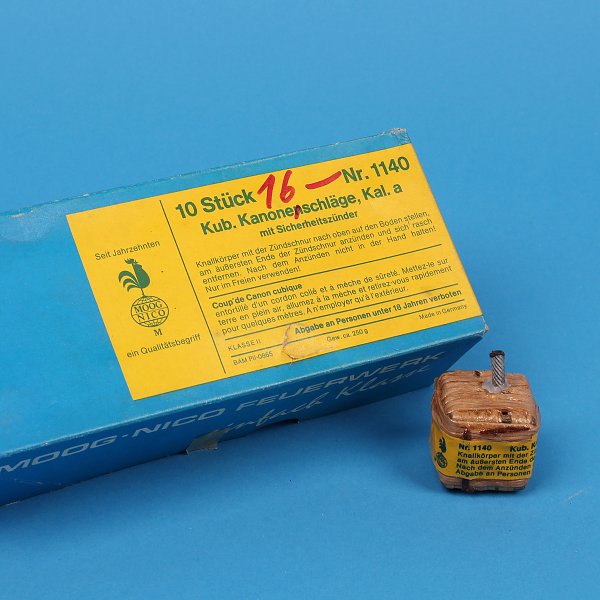 10 Stück 16,— Nr. 1140
Kub. Kanonenschläge, Kal. a
mit Sicherheitszünder
Knallkörper mit der Zündschnur nach oben auf den Boden stellen,
am äußersten Ende der Zündschnur anzünden und sich rasch
entfernen. Nach dem Anzünden nicht in der Hand halten!
Nur im Freien verwenden!
Coup de Canon cubique
entortillé d'un cordon collé et à mèche de sûreté. Mettez-le sur
terre en plein air, allumez à la mèche et retirez-vous rapidement
pour quelques mètres. A n'employer qu'à l'extérieur.
KLASSE II Abgabe an Personen unter 18 Jahren verboten
BAM PII-0665 Gew. ca. 250 g Made in Germany
Seit Jahrzehnten
MOOG
NICO
M
ein Qualitätsbegriff
MOOG-NICO FEUERWERK
einfach Klasse
Nr. 1140 Kub. K
Knallkörper mit der
am äußersten Ende
Nach dem Anzünden
Abgabe an Personen